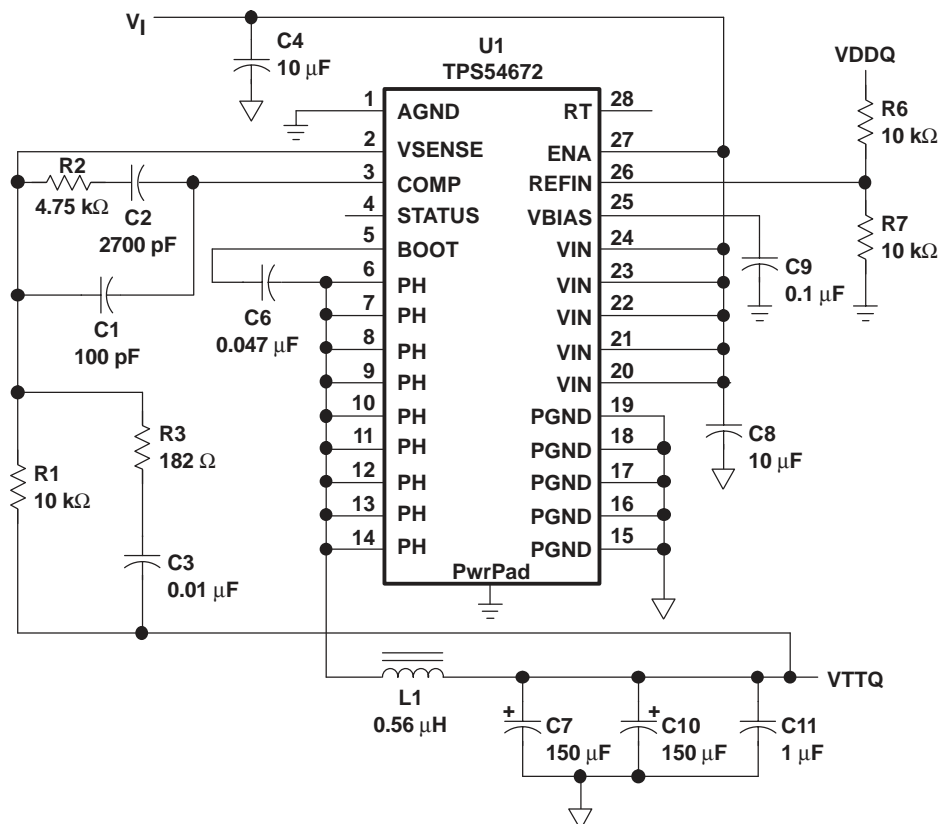 V_I
C4
10 μF
U1
TPS54672
VDDQ
R6
10 kΩ
R7
10 kΩ
1 AGND
2 VSENSE
3 COMP
4 STATUS
5 BOOT
6 PH
7 PH
8 PH
9 PH
10 PH
11 PH
12 PH
13 PH
14 PH
RT 28
ENA 27
REFIN 26
VBIAS 25
VIN 24
VIN 23
VIN 22
VIN 21
VIN 20
PGND 19
PGND 18
PGND 17
PGND 16
PGND 15
PwrPad
R2
4.75 kΩ
C2
2700 pF
C1
100 pF
C6
0.047 μF
C9
0.1 μF
C8
10 μF
R1
10 kΩ
R3
182 Ω
C3
0.01 μF
L1
0.56 μH
+
C7
150 μF
+
C10
150 μF
C11
1 μF
VTTQ